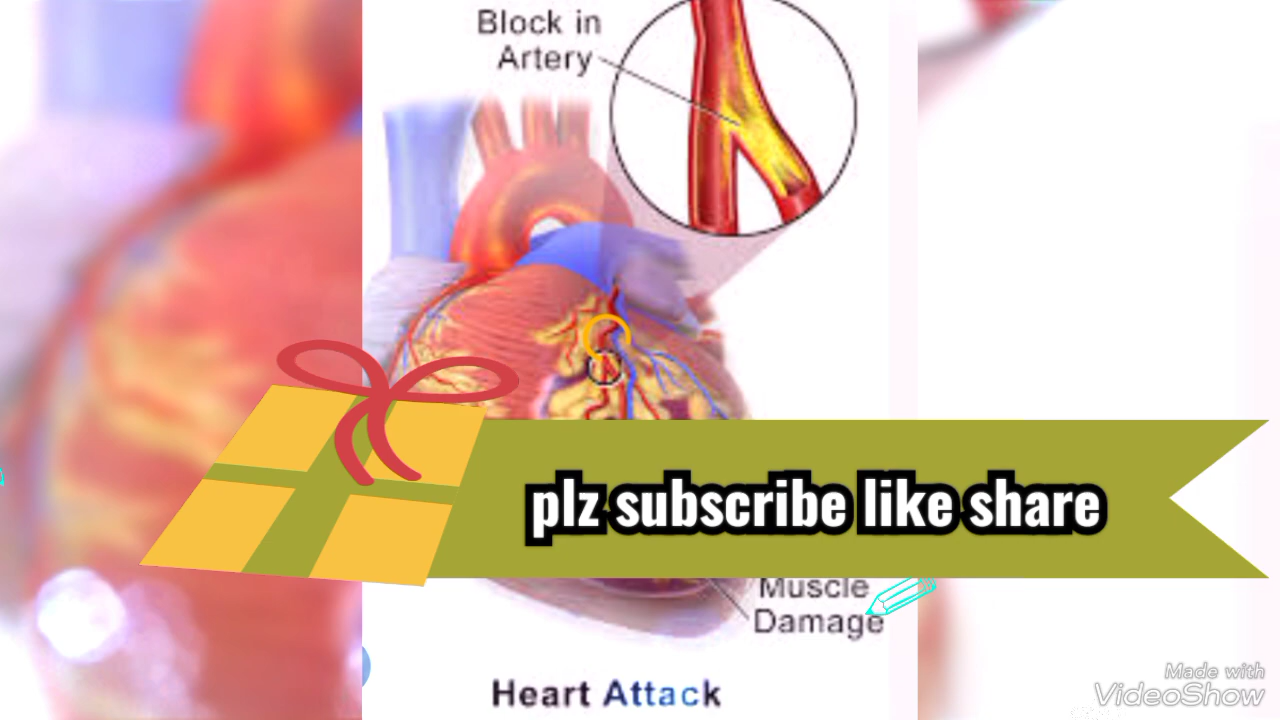 Block in
Artery
plz subscribe like share
Muscle
Damage
Heart Attack
Made with
VideoShow